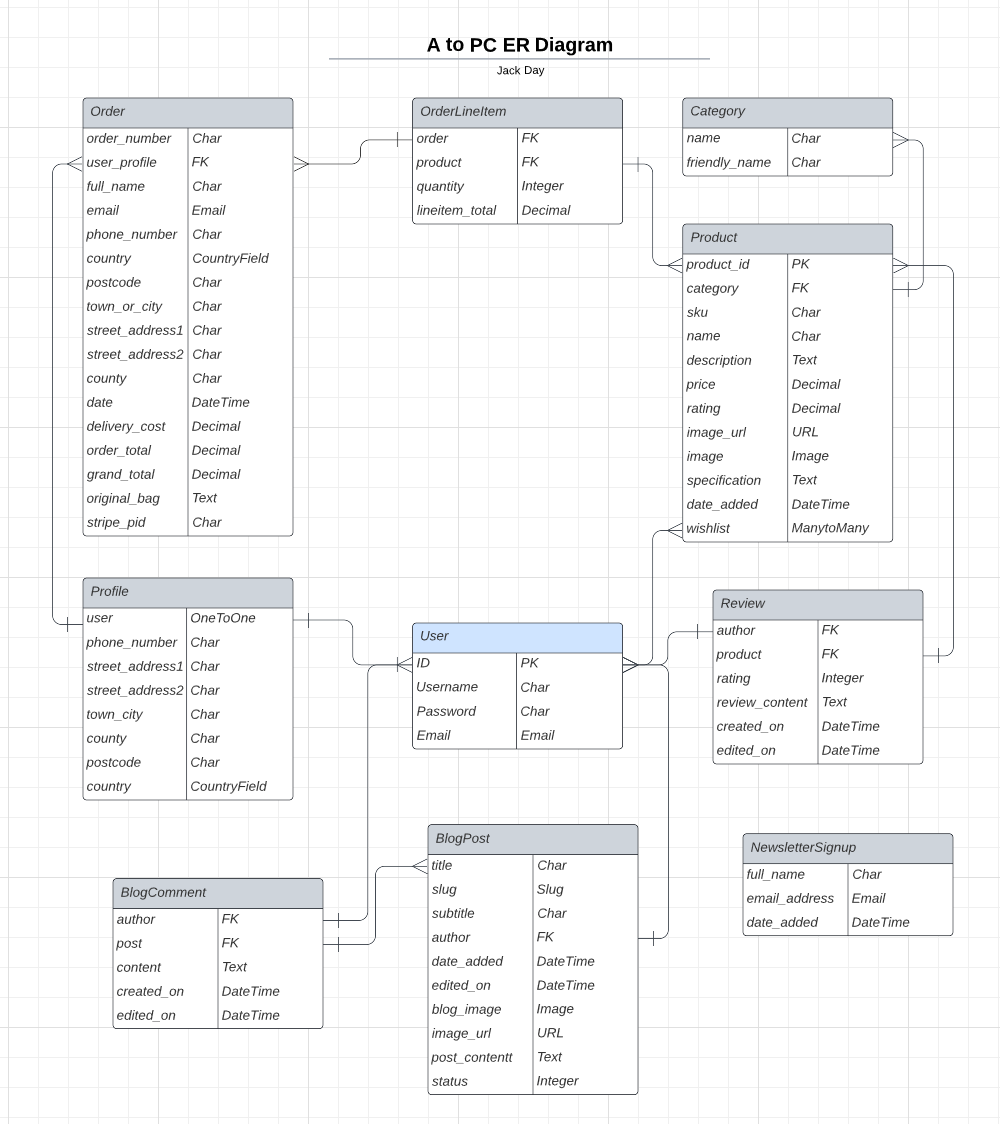 A to PC ER Diagram
Jack Day
Order
order_number Char
user_profile FK
full_name Char
email Email
phone_number Char
country CountryField
postcode Char
town_or_city Char
street_address1 Char
street_address2 Char
county Char
date DateTime
delivery_cost Decimal
order_total Decimal
grand_total Decimal
original_bag Text
stripe_pid Char
OrderLineItem
order FK
product FK
quantity Integer
lineitem_total Decimal
Category
name Char
friendly_name Char
Product
product_id PK
category FK
sku Char
name Char
description Text
price Decimal
rating Decimal
image_url URL
image Image
specification Text
date_added DateTime
wishlist ManytoMany
Profile
user OneToOne
phone_number Char
street_address1 Char
street_address2 Char
town_city Char
county Char
postcode Char
country CountryField
User
ID PK
Username Char
Password Char
Email Email
Review
author FK
product FK
rating Integer
review_content Text
created_on DateTime
edited_on DateTime
BlogComment
author FK
post FK
content Text
created_on DateTime
edited_on DateTime
BlogPost
title Char
slug Slug
subtitle Char
author FK
date_added DateTime
edited_on DateTime
blog_image Image
image_url URL
post_contentt Text
status Integer
NewsletterSignup
full_name Char
email_address Email
date_added DateTime